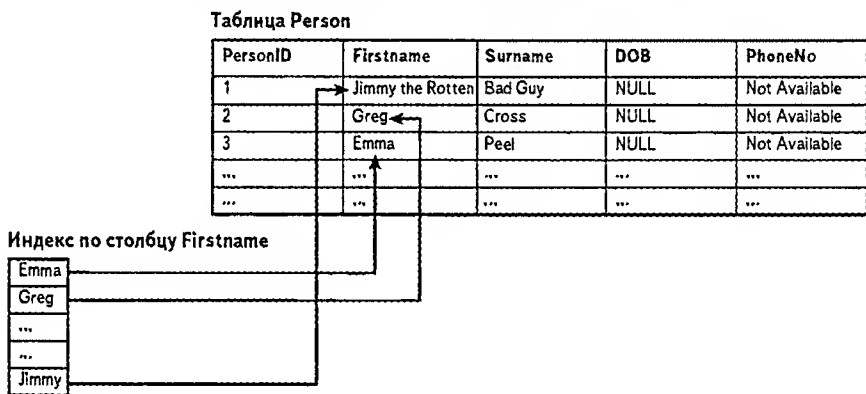 Таблица Person
PersonID Firstname Surname DOB PhoneNo
1 Jimmy the Rotten Bad Guy NULL Not Available
2 Greg Cross NULL Not Available
3 Emma Peel NULL Not Available
... ... ... ... ...
... ... ... ... ...
Индекс по столбцу Firstname
Emma
Greg
...
...
Jimmy